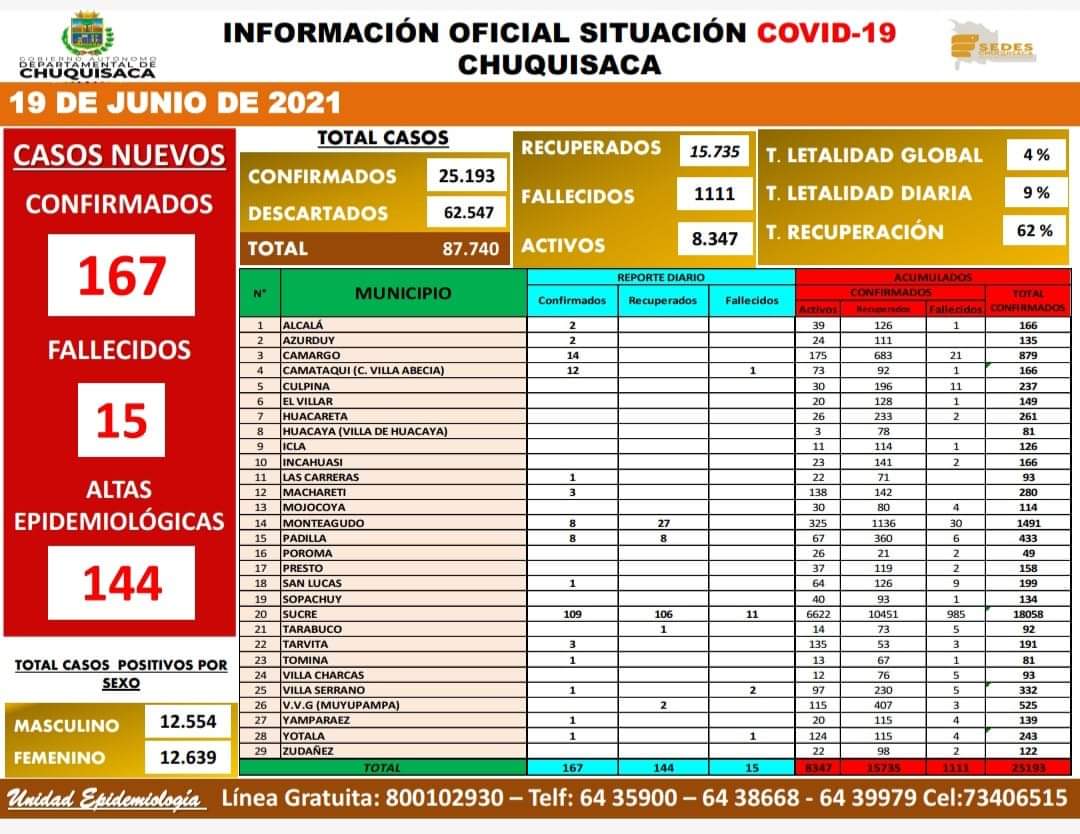 GOBIERNO AUTÓNOMO
DEPARTAMENTAL DE
CHUQUISACA
INFORMACIÓN OFICIAL SITUACIÓN COVID-19
CHUQUISACA
SEDES
CHUQUISACA
19 DE JUNIO DE 2021
CASOS NUEVOS
CONFIRMADOS
167
FALLECIDOS
15
ALTAS
EPIDEMIOLÓGICAS
144
TOTAL CASOS POSITIVOS POR
SEXO
MASCULINO 12.554
FEMENINO 12.639
TOTAL CASOS
CONFIRMADOS 25.193
DESCARTADOS 62.547
TOTAL 87.740
RECUPERADOS 15.735
FALLECIDOS 1111
ACTIVOS 8.347
T. LETALIDAD GLOBAL 4 %
T. LETALIDAD DIARIA 9 %
T. RECUPERACIÓN 62 %
N° MUNICIPIO REPORTE DIARIO ACUMULADOS
Confirmados Recuperados Fallecidos CONFIRMADOS TOTAL CONFIRMADOS
Activos Recuperados Fallecidos
1 ALCALÁ 2 39 126 1 166
2 AZURDUY 2 24 111 135
3 CAMARGO 14 175 683 21 879
4 CAMATAQUI (C. VILLA ABECIA) 12 1 73 92 1 166
5 CULPINA 30 196 11 237
6 EL VILLAR 20 128 1 149
7 HUACARETA 26 233 2 261
8 HUACAYA (VILLA DE HUACAYA) 3 78 81
9 ICLA 11 114 1 126
10 INCAHUASI 23 141 2 166
11 LAS CARRERAS 1 22 71 93
12 MACHARETI 3 138 142 280
13 MOJOCOYA 30 80 4 114
14 MONTEAGUDO 8 27 325 1136 30 1491
15 PADILLA 8 8 67 360 6 433
16 POROMA 26 21 2 49
17 PRESTO 37 119 2 158
18 SAN LUCAS 1 64 126 9 199
19 SOPACHUY 40 93 1 134
20 SUCRE 109 106 11 6622 10451 985 18058
21 TARABUCO 1 14 73 5 92
22 TARVITA 3 135 53 3 191
23 TOMINA 1 13 67 1 81
24 VILLA CHARCAS 12 76 5 93
25 VILLA SERRANO 1 2 97 230 5 332
26 V.V.G (MUYUPAMPA) 2 115 407 3 525
27 YAMPARAEZ 1 20 115 4 139
28 YOTALA 1 1 124 115 4 243
29 ZUDAÑEZ 22 98 2 122
TOTAL 167 144 15 8347 15735 1111 25193
Unidad Epidemiología Línea Gratuita: 800102930 – Telf: 64 35900 – 64 38668 - 64 39979 Cel:73406515